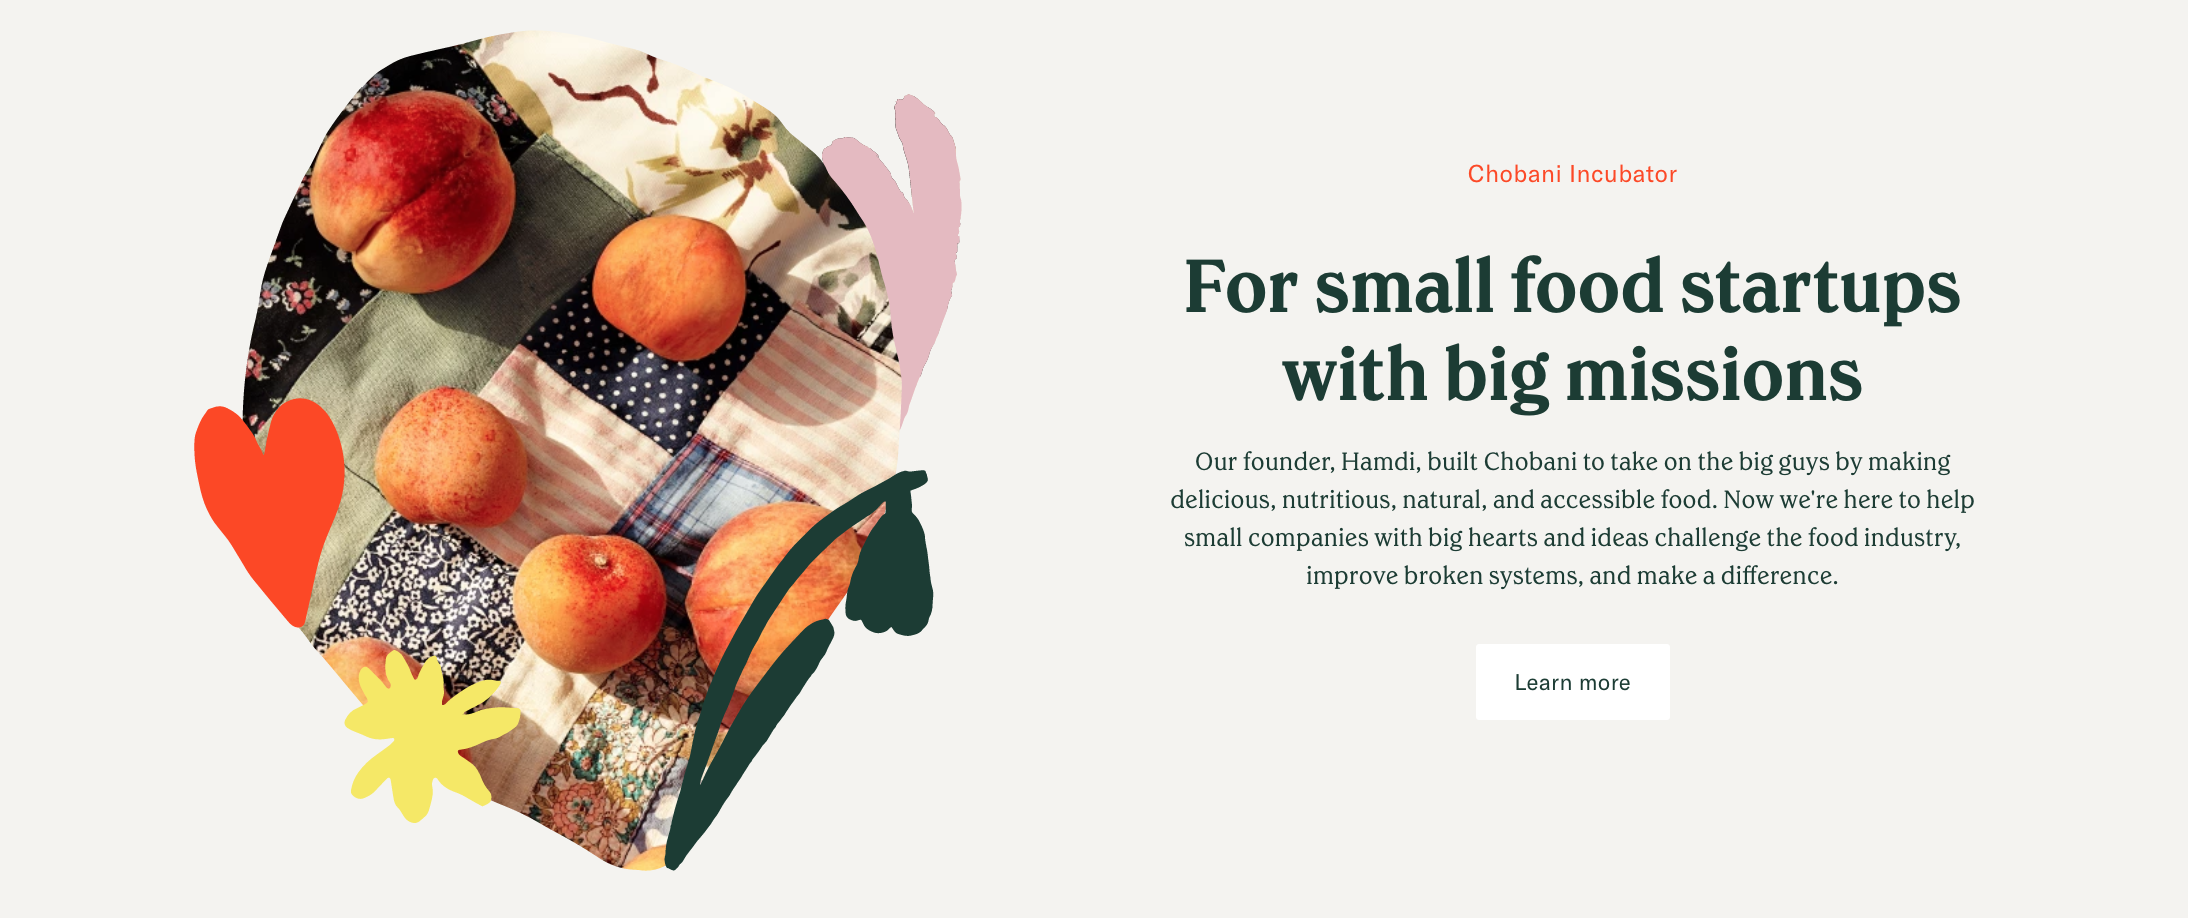 Chobani Incubator
For small food startups
with big missions
Our founder, Hamdi, built Chobani to take on the big guys by making
delicious, nutritious, natural, and accessible food. Now we're here to help
small companies with big hearts and ideas challenge the food industry,
improve broken systems, and make a difference.
Learn more